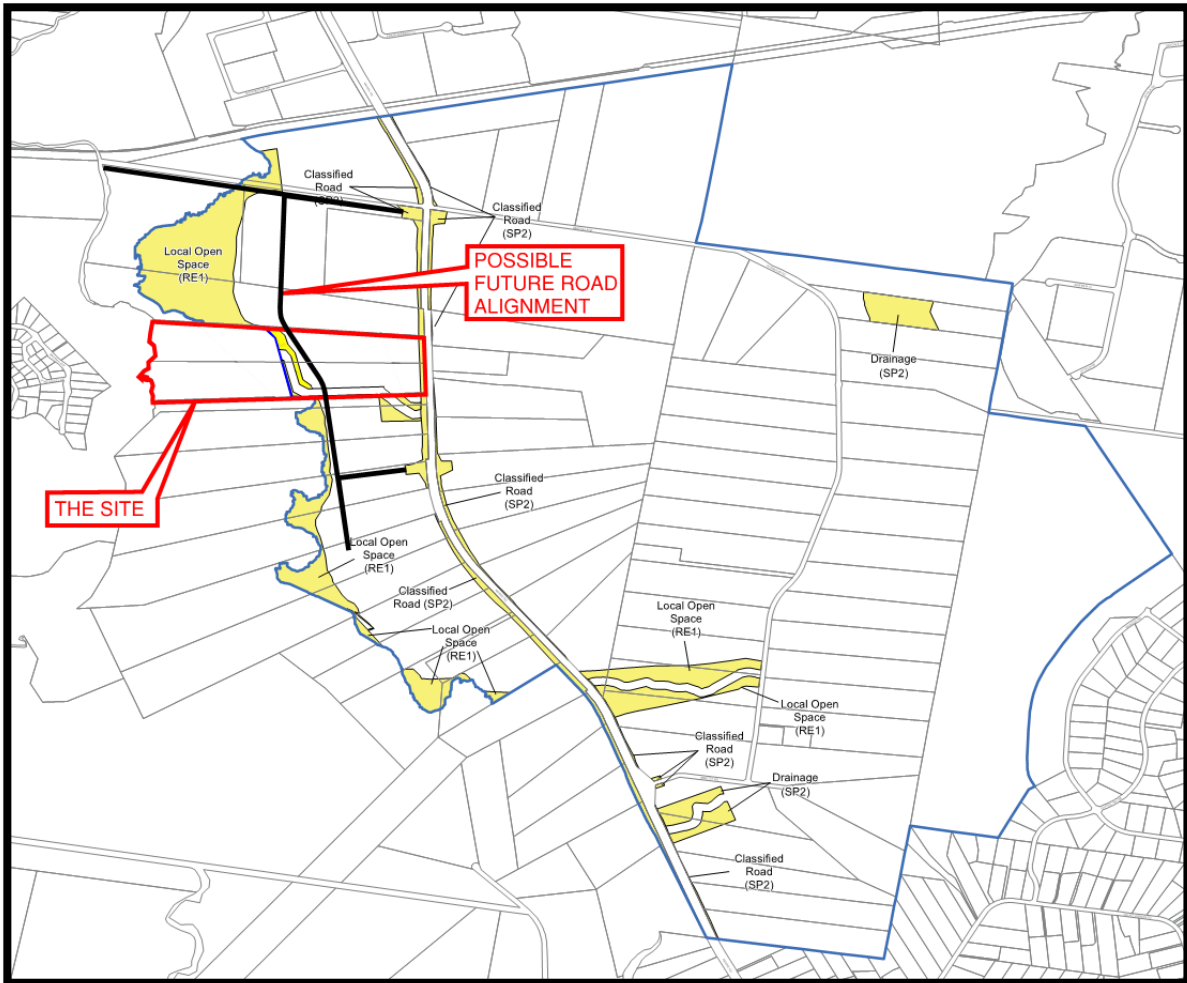 Classified
Road
(SP2)
Classified
Road
(SP2)
Local Open
Space
(RE1)
POSSIBLE
FUTURE ROAD
ALIGNMENT
Drainage
(SP2)
THE SITE
Classified
Road
(SP2)
Local Open
Space
(RE1)
Classified
Road (SP2)
Local Open
Space
(RE1)
Local Open
Space
(RE1)
Local Open
Space
(RE1)
Classified
Road
(SP2)
Drainage
(SP2)
Classified
Road
(SP2)